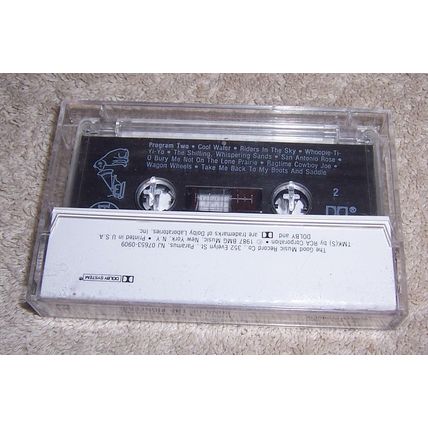 Program Two • Cool Water • Riders In The Sky • Whoopie-Ti-
Yi-Yo • The Shifting, Whispering Sands • San Antonio Rose •
O Bury Me Not On The Lone Prairie • Ragtime Cowboy Joe •
Wagon Wheels • Take Me Back To My Boots And Saddle
2
The Good Music Record Co., 352 Evelyn St., Paramus, NJ 07653-0909
TMK(S) by RCA Corporation • © 1987 BMG Music, New York, N.Y. • Printed in U.S.A.
DOLBY and are trademarks of Dolby Laboratories, Inc.
DOLBY SYSTEM